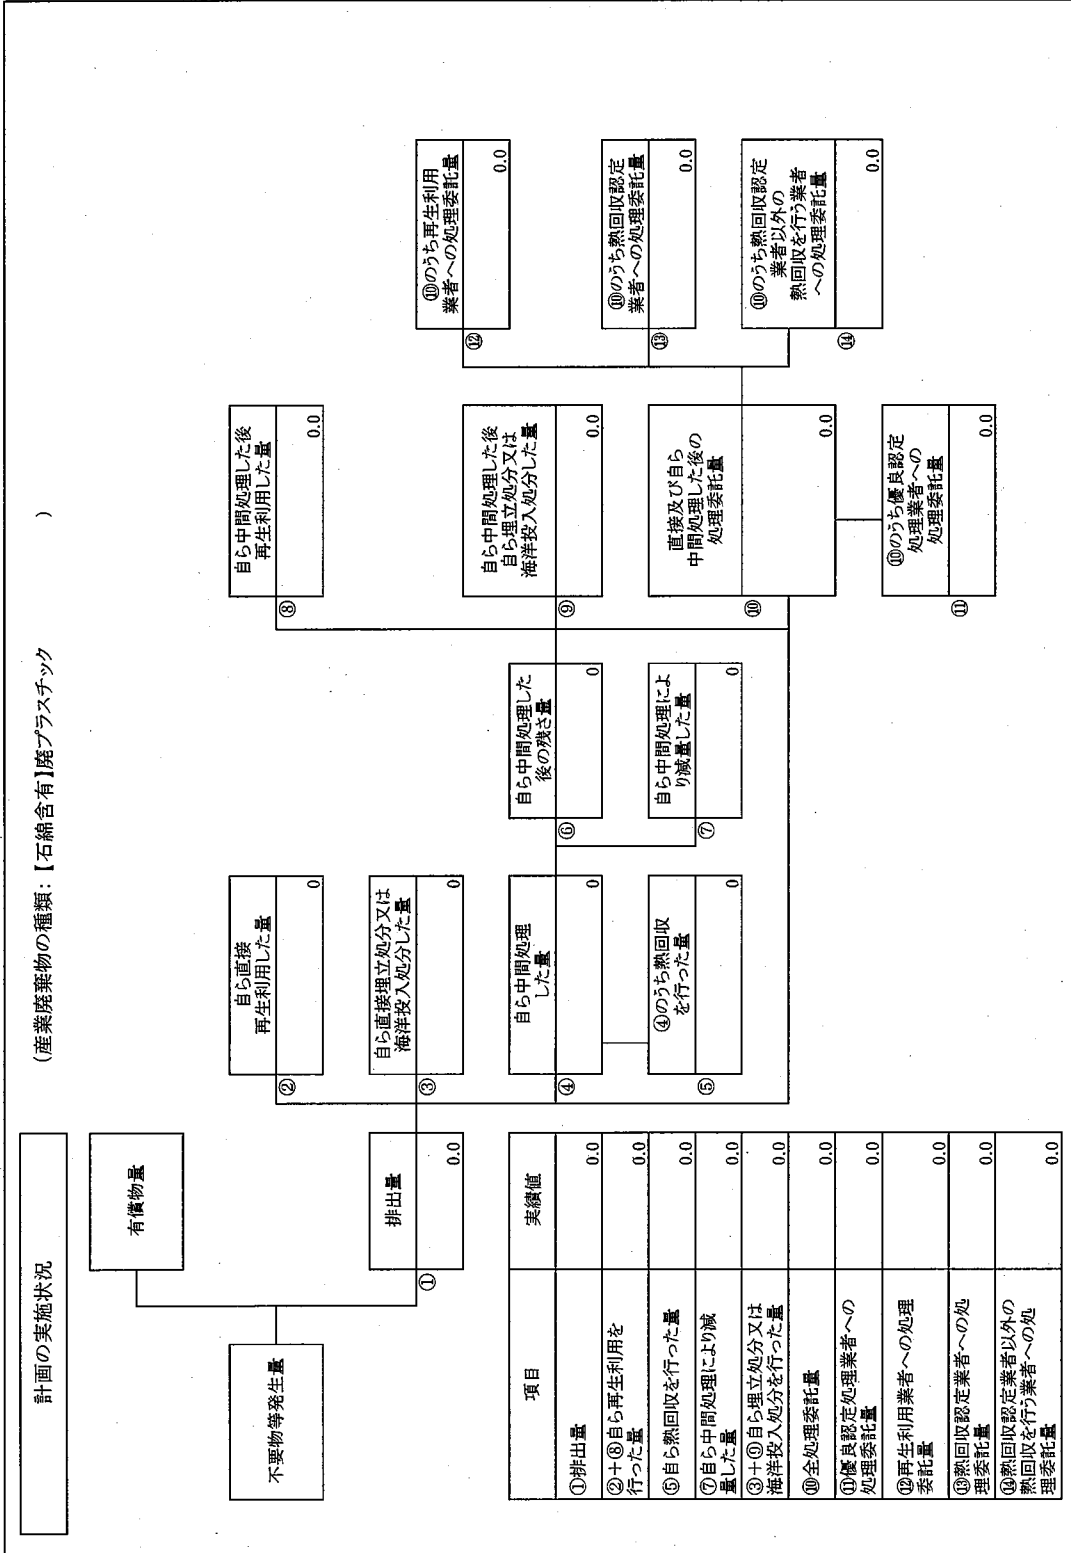 計画の実施状況
(産業廃棄物の種類：【石綿含有】廃プラスチック　　　　　)
不要物等発生量
有償物量
排出量
①
0.0
自ら直接
再生利用した量
②
0
自ら直接埋立処分又は
海洋投入処分した量
③
0
自ら中間処理
した量
④
0
④のうち熱回収
を行った量
⑤
0
自ら中間処理した
後の残さ量
⑥
0
自ら中間処理によ
り減量した量
⑦
0
自ら中間処理した後
再生利用した量
⑧
0.0
自ら中間処理した後
自ら埋立処分又は
海洋投入処分した量
⑨
0.0
直接及び自ら
中間処理した後の
処理委託量
⑩
0.0
⑩のうち優良認定
処理業者への
処理委託量
⑪
0.0
⑩のうち再生利用
業者への処理委託量
⑫
0.0
⑩のうち熱回収認定
業者への処理委託量
⑬
0.0
⑩のうち熱回収認定
業者以外の
熱回収を行う業者
への処理委託量
⑭
0.0
項目　実績値
①排出量　0.0
②＋⑧自ら再生利用を
行った量　0.0
⑤自ら熱回収を行った量　0.0
⑦自ら中間処理により減
量した量　0.0
③＋⑨自ら埋立処分又は
海洋投入処分を行った量　0.0
⑩全処理委託量　0.0
⑪優良認定処理業者への
処理委託量　0.0
⑫再生利用業者への処理
委託量　0.0
⑬熱回収認定業者への処
理委託量　0.0
⑭熱回収認定業者以外の
熱回収を行う業者への処
理委託量　0.0